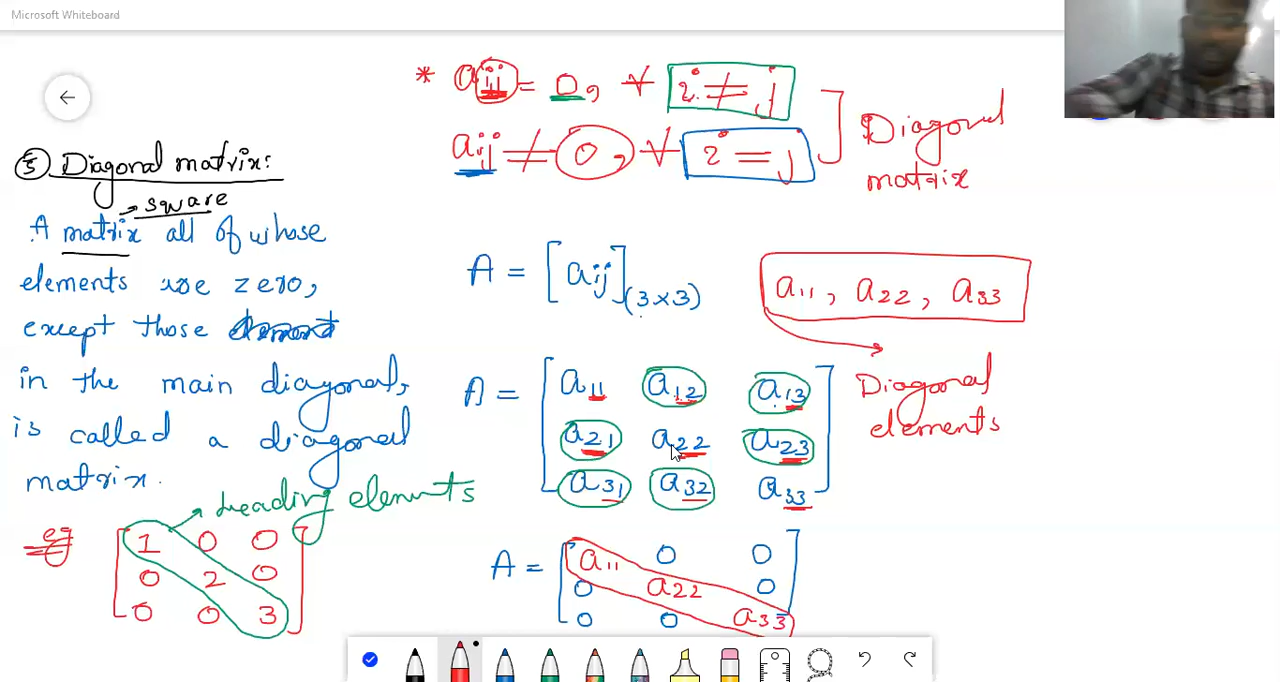 Microsoft Whiteboard
* aij = 0, ∀ i ≠ j
aij ≠ 0, ∀ i = j
Diagonal
matrix
⑤ Diagonal matrix:
→ square
A matrix all of whose
elements are zero,
except those element
in the main diagonal,
is called a diagonal
matrix.
→ Leading elements
eg
1 0 0
0 2 0
0 0 3
A = [aij](3×3)
a11, a22, a33
Diagonal
elements
A =
a11 a12 a13
a21 a22 a23
a31 a32 a33
A =
a11 0 0
0 a22 0
0 0 a33